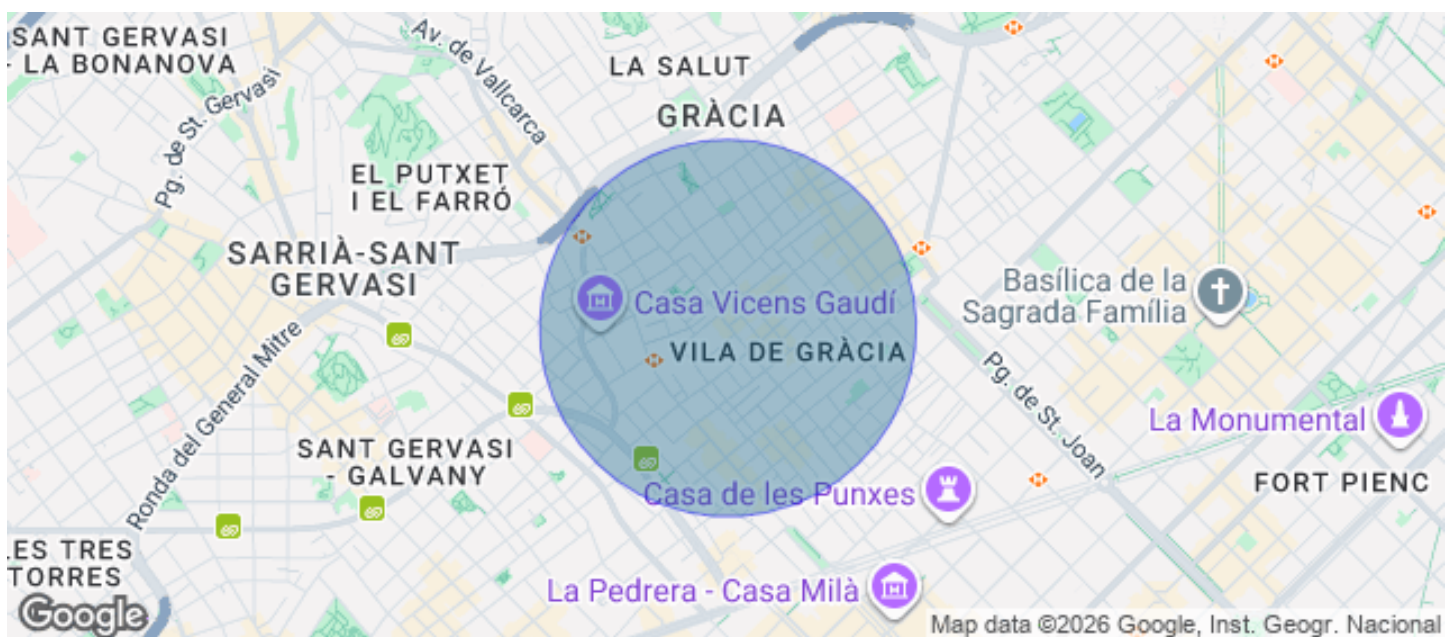 SANT GERVASI
- LA BONANOVA
Av. de Vallcarca
LA SALUT
GRÀCIA
Pg. de St. Gervasi
EL PUTXET
I EL FARRÓ
SARRIÀ-SANT
GERVASI
Casa Vicens Gaudí
Basílica de la
Sagrada Família
VILA DE GRÀCIA
Ronda del General Mitre
Pg. de St. Joan
La Monumental
SANT GERVASI
- GALVANY
FORT PIENC
Casa de les Punxes
LES TRES
TORRES
La Pedrera - Casa Milà
Google
Map data ©2026 Google, Inst. Geogr. Nacional